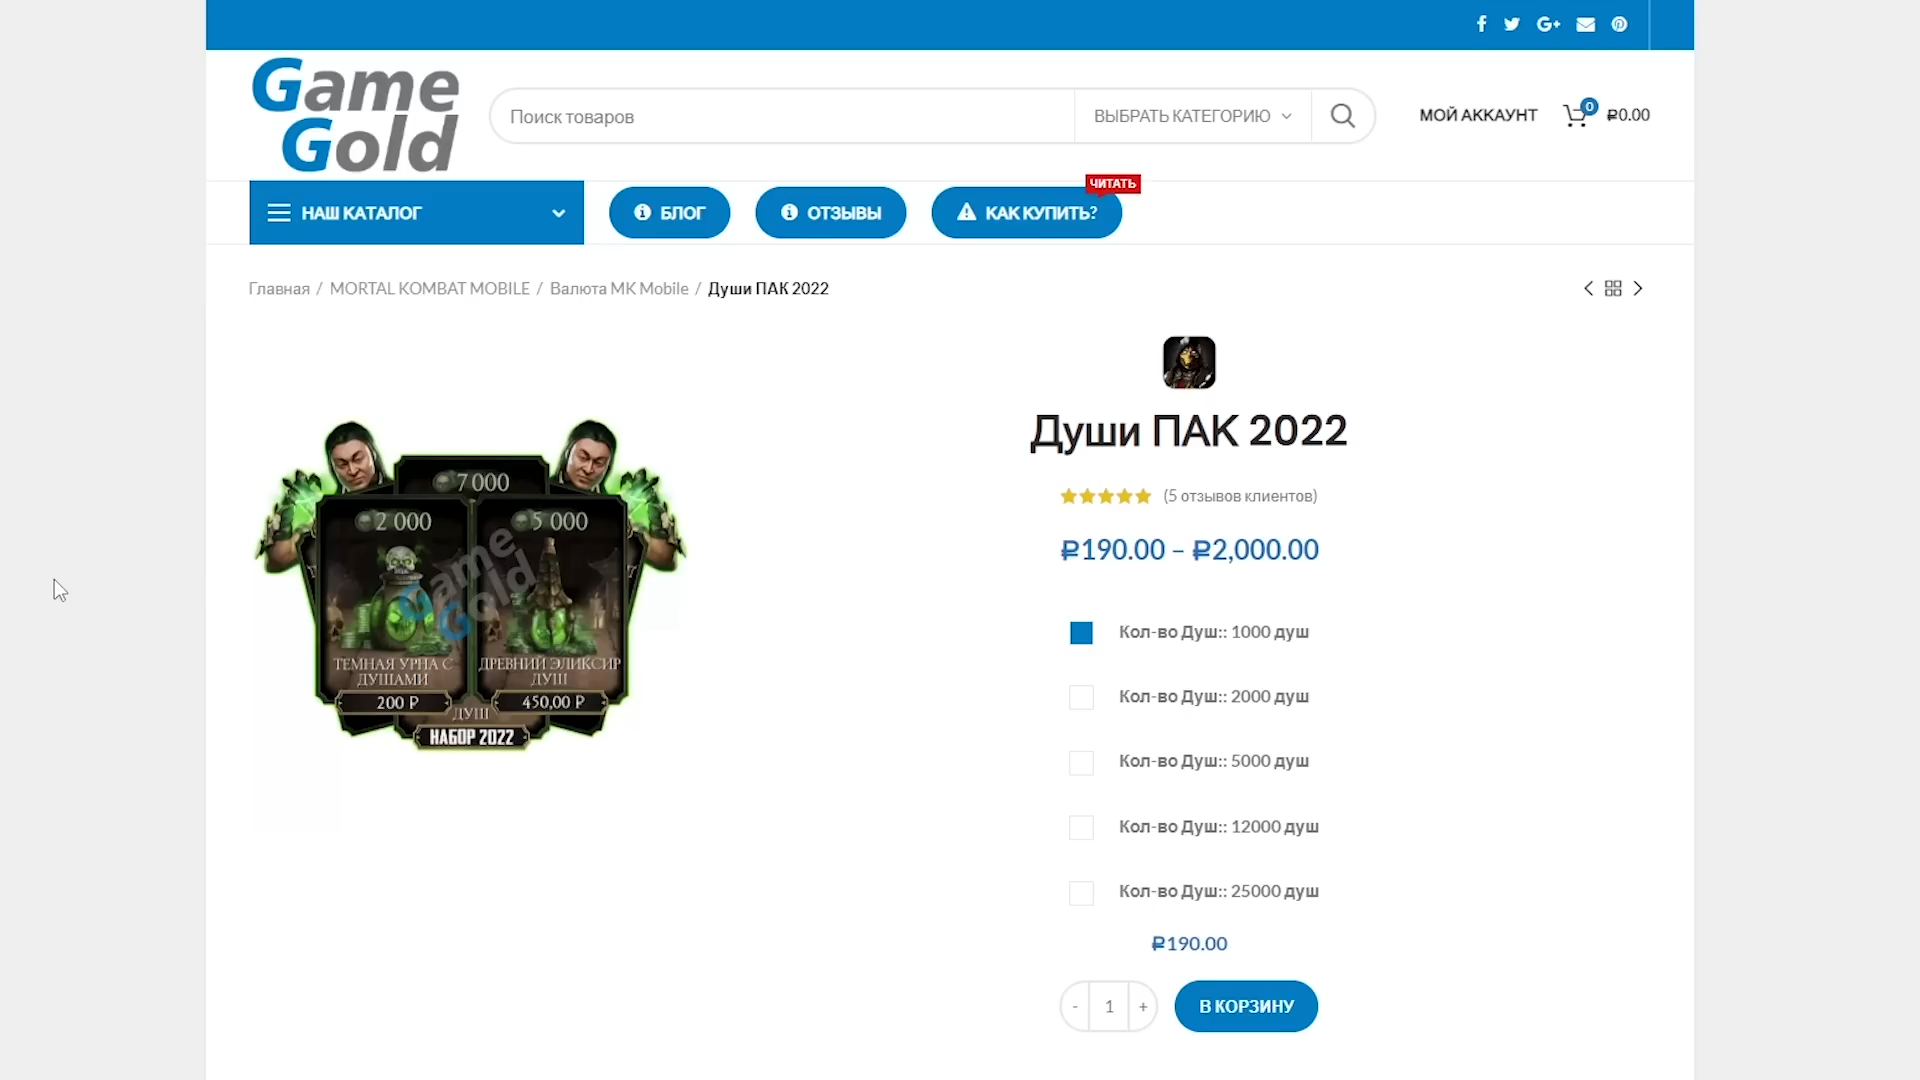 Game
Gold
Поиск товаров
ВЫБРАТЬ КАТЕГОРИЮ
МОЙ АККАУНТ
0
₽0.00
НАШ КАТАЛОГ
БЛОГ
ОТЗЫВЫ
КАК КУПИТЬ?
ЧИТАТЬ
Главная / MORTAL KOMBAT MOBILE / Валюта MK Mobile / Души ПАК 2022
Души ПАК 2022
(5 отзывов клиентов)
₽190.00 – ₽2,000.00
7 000
2 000
5 000
Game
Gold
ТЕМНАЯ УРНА С
ДУШАМИ
200 Р
ДРЕВНИЙ ЭЛИКСИР
ДУШ
450,00 Р
ДУШ
НАБОР 2022
Кол-во Душ:: 1000 душ
Кол-во Душ:: 2000 душ
Кол-во Душ:: 5000 душ
Кол-во Душ:: 12000 душ
Кол-во Душ:: 25000 душ
₽190.00
- 1 +
В КОРЗИНУ